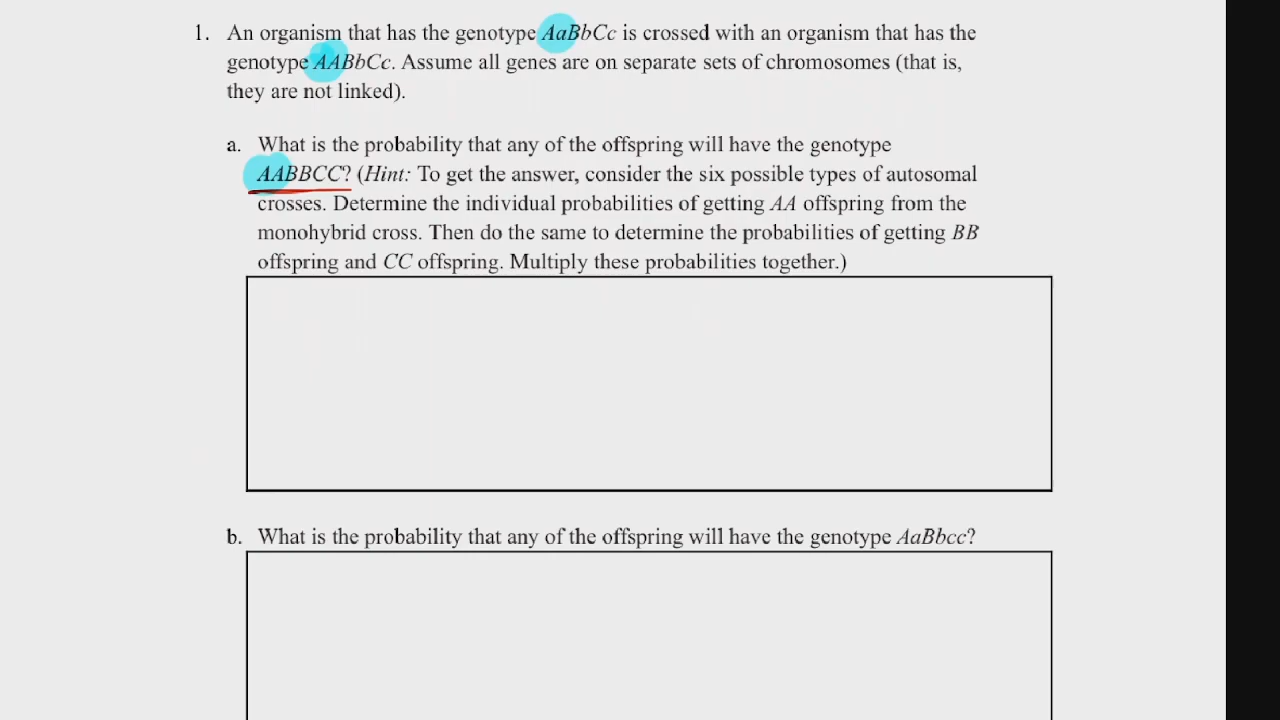 1. An organism that has the genotype AaBbCc is crossed with an organism that has the
genotype AABbCc. Assume all genes are on separate sets of chromosomes (that is,
they are not linked).
a. What is the probability that any of the offspring will have the genotype
AABBCC? (Hint: To get the answer, consider the six possible types of autosomal
crosses. Determine the individual probabilities of getting AA offspring from the
monohybrid cross. Then do the same to determine the probabilities of getting BB
offspring and CC offspring. Multiply these probabilities together.)
b. What is the probability that any of the offspring will have the genotype AaBbcc?